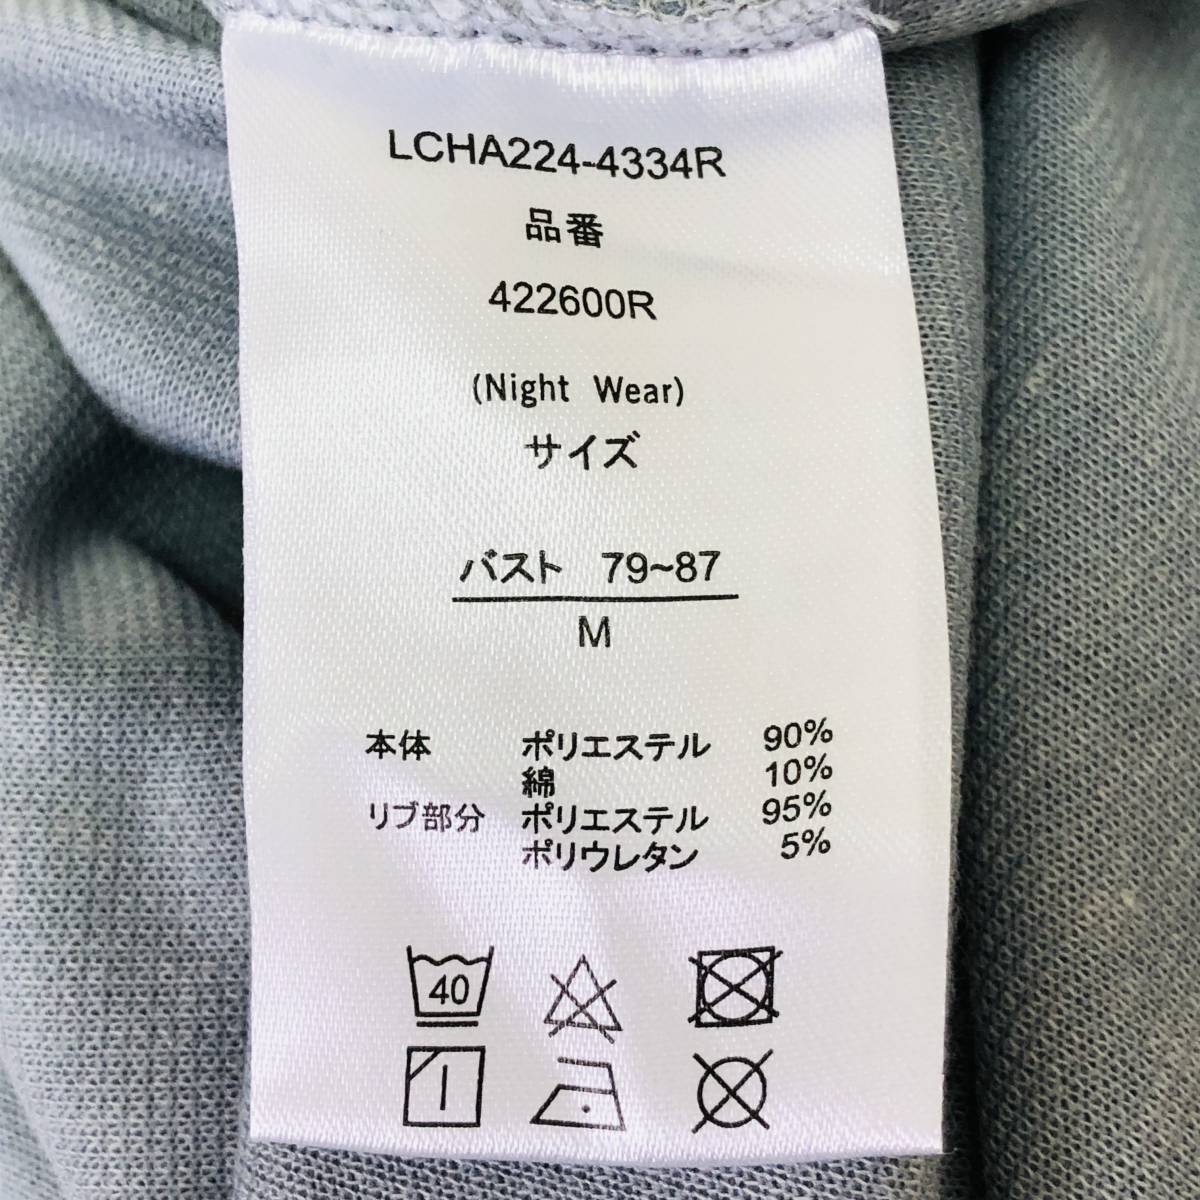 LCHA224-4334R
品番
422600R
(Night Wear)
サイズ
バスト 79~87
M
本体 ポリエステル 90%
綿 10%
リブ部分 ポリエステル 95%
ポリウレタン 5%
40